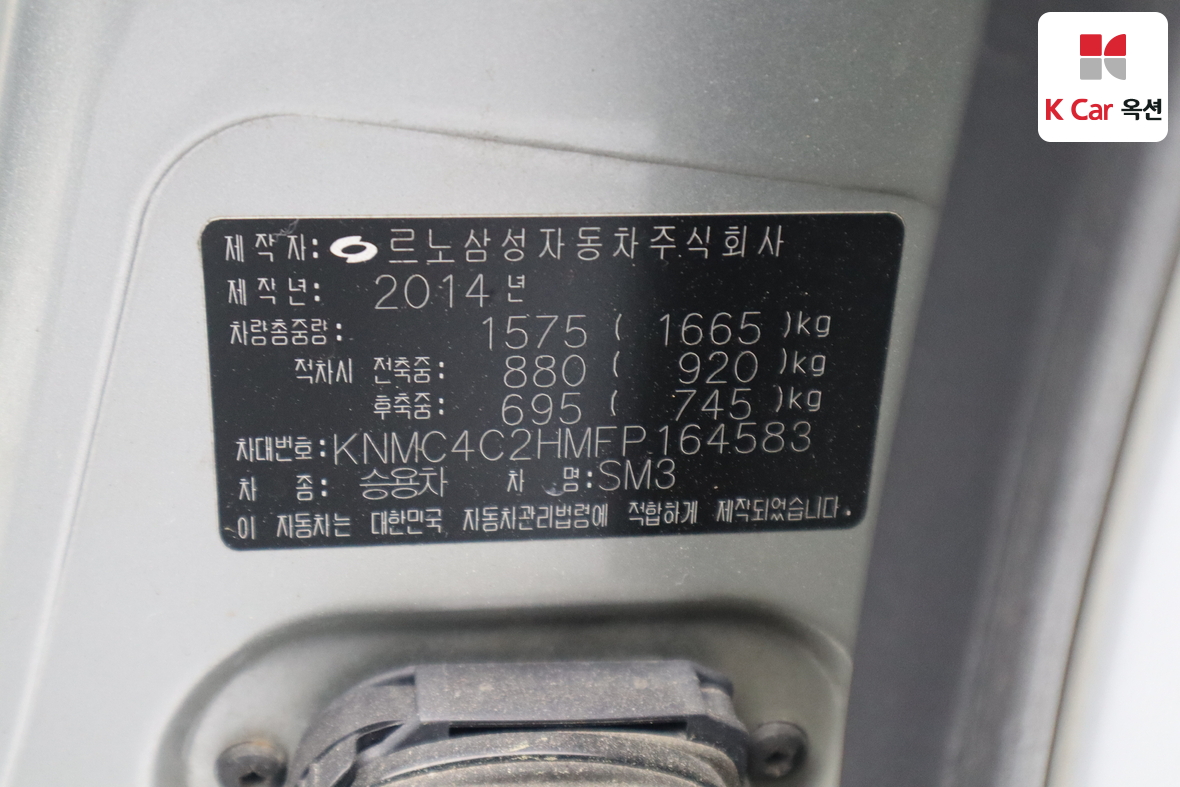 K Car 옥션
제작자: 르노삼성자동차주식회사
제작년: 2014년
차량총중량: 1575 ( 1665 )kg
적차시 전축중: 880 ( 920 )kg
후축중: 695 ( 745 )kg
차대번호: KNMC4C2HMFP164583
차 종: 승용차 차 명: SM3
이 자동차는 대한민국 자동차관리법령에 적합하게 제작되었습니다.